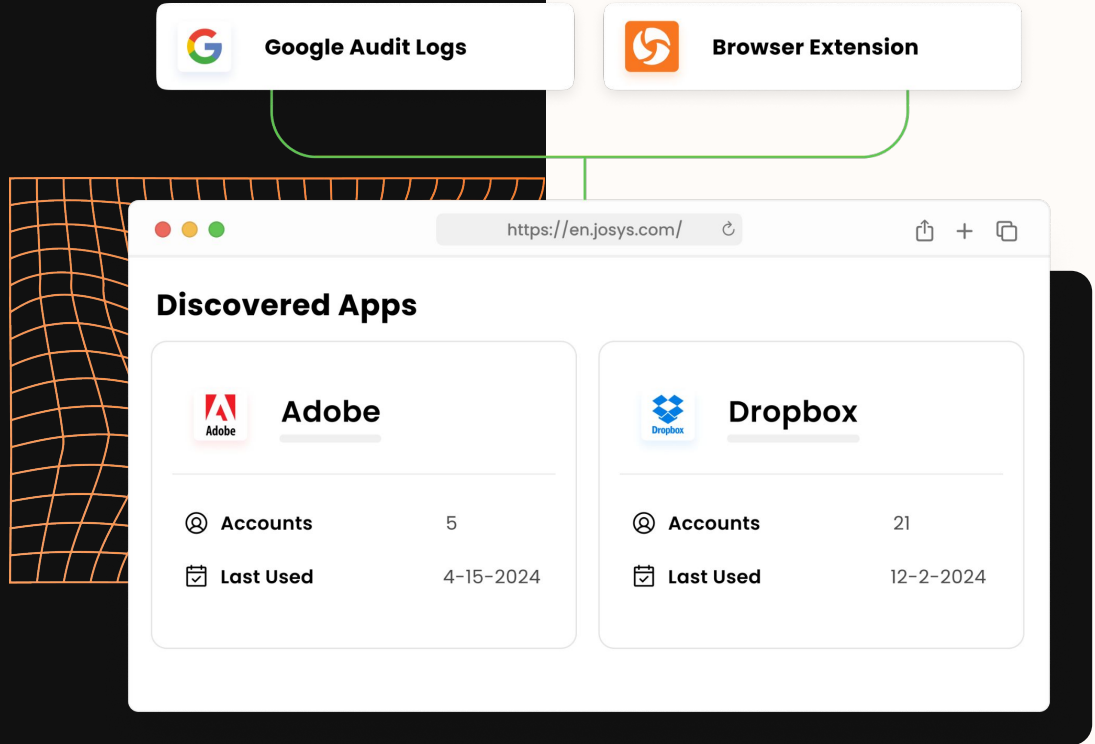 Google Audit Logs
Browser Extension
https://en.josys.com/
Discovered Apps
Adobe
Adobe
Dropbox
Dropbox
Accounts 5
Last Used 4-15-2024
Accounts 21
Last Used 12-2-2024